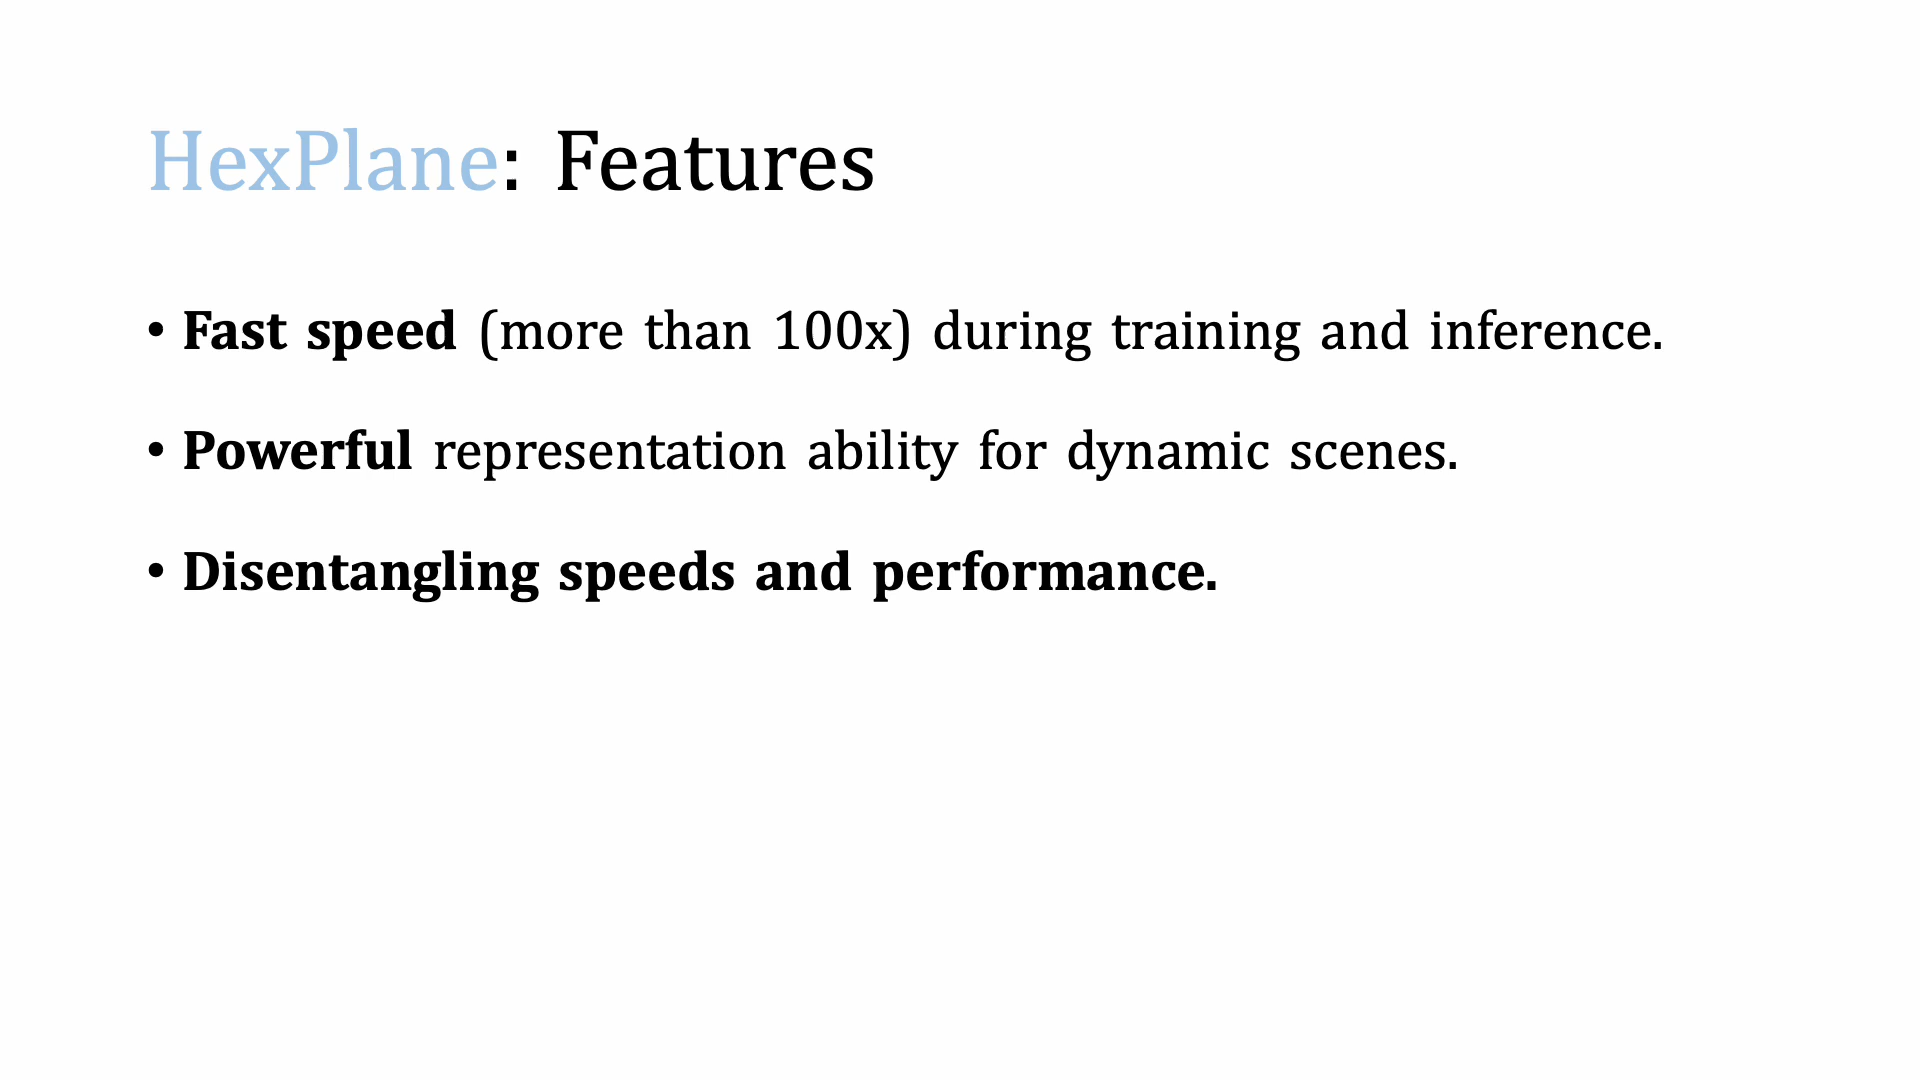 HexPlane: Features
• Fast speed (more than 100x) during training and inference.
• Powerful representation ability for dynamic scenes.
• Disentangling speeds and performance.